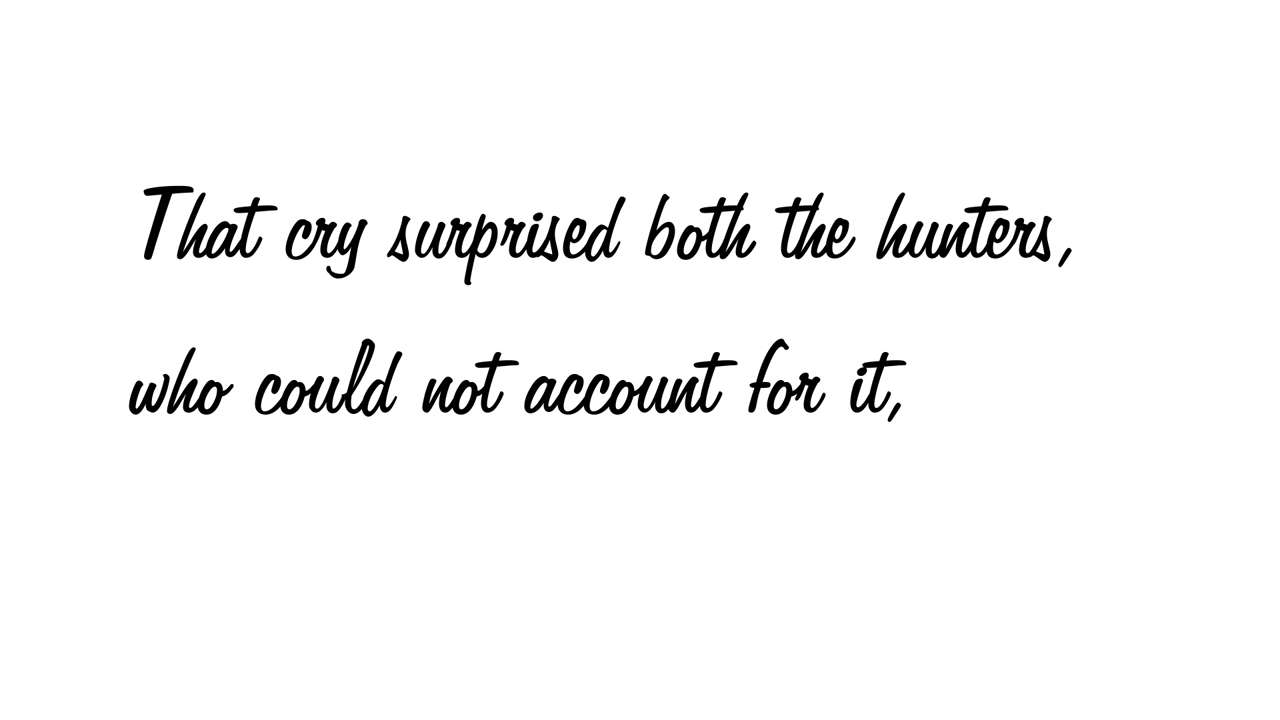 That cry surprised both the hunters,
who could not account for it,